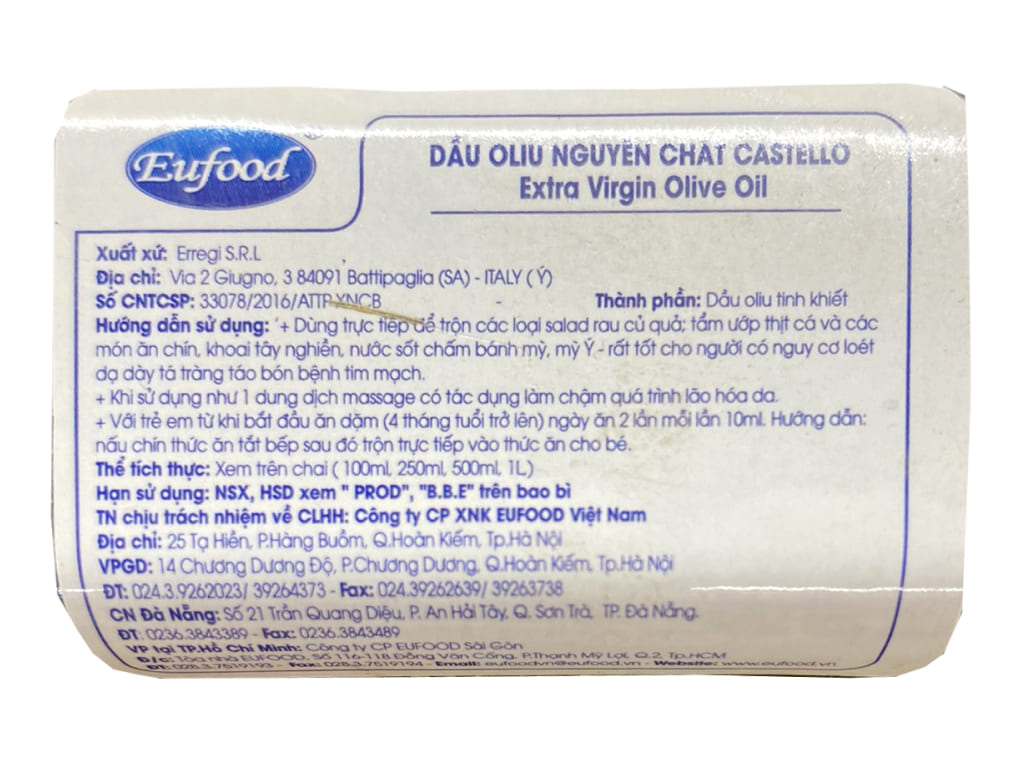 Eufood
DẦU OLIU NGUYÊN CHẤT CASTELLO
Extra Virgin Olive Oil
Xuất xứ: Erregi S.R.L
Địa chỉ: Via 2 Giugno, 3 84091 Battipaglia (SA) - ITALY (Ý)
Số CNTCSP: 33078/2016/ATTP-XNCB Thành phần: Dầu oliu tinh khiết
Hướng dẫn sử dụng: + Dùng trực tiếp để trộn các loại salad rau củ quả; tẩm ướp thịt cá và các
món ăn chín, khoai tây nghiền, nước sốt chấm bánh mỳ, mỳ Ý - rất tốt cho người có nguy cơ loét
dạ dày tá tràng táo bón bệnh tim mạch.
+ Khi sử dụng như 1 dung dịch massage có tác dụng làm chậm quá trình lão hóa da.
+ Với trẻ em từ khi bắt đầu ăn dặm (4 tháng tuổi trở lên) ngày ăn 2 lần mỗi lần 10ml. Hướng dẫn:
nấu chín thức ăn tắt bếp sau đó trộn trực tiếp vào thức ăn cho bé.
Thể tích thực: Xem trên chai ( 100ml, 250ml, 500ml, 1L)
Hạn sử dụng: NSX, HSD xem " PROD", "B.B.E" trên bao bì
TN chịu trách nhiệm về CLHH: Công ty CP XNK EUFOOD Việt Nam
Địa chỉ: 25 Tạ Hiền, P.Hàng Buồm, Q.Hoàn Kiếm, Tp.Hà Nội
VPGD: 14 Chương Dương Độ, P.Chương Dương, Q.Hoàn Kiếm, Tp.Hà Nội
ĐT: 024.3.9262023/ 39264373 - Fax: 024.39262639/ 39263738
CN Đà Nẵng: Số 21 Trần Quang Diệu, P. An Hải Tây, Q. Sơn Trà, TP. Đà Nẵng.
ĐT: 0236.3843389 - Fax: 0236.3843489
VP tại TP.Hồ Chí Minh: Công ty CP EUFOOD Sài Gòn
Đ/c: Tòa nhà EUFOOD, Số 116-118 Đồng Văn Cống, P.Thạnh Mỹ Lợi, Q.2, Tp.HCM
ĐT: 028.3.7519193 - Fax: 028.3.7519194 - Email: eufoodvn@eufood.vn - Website: www.eufood.vn